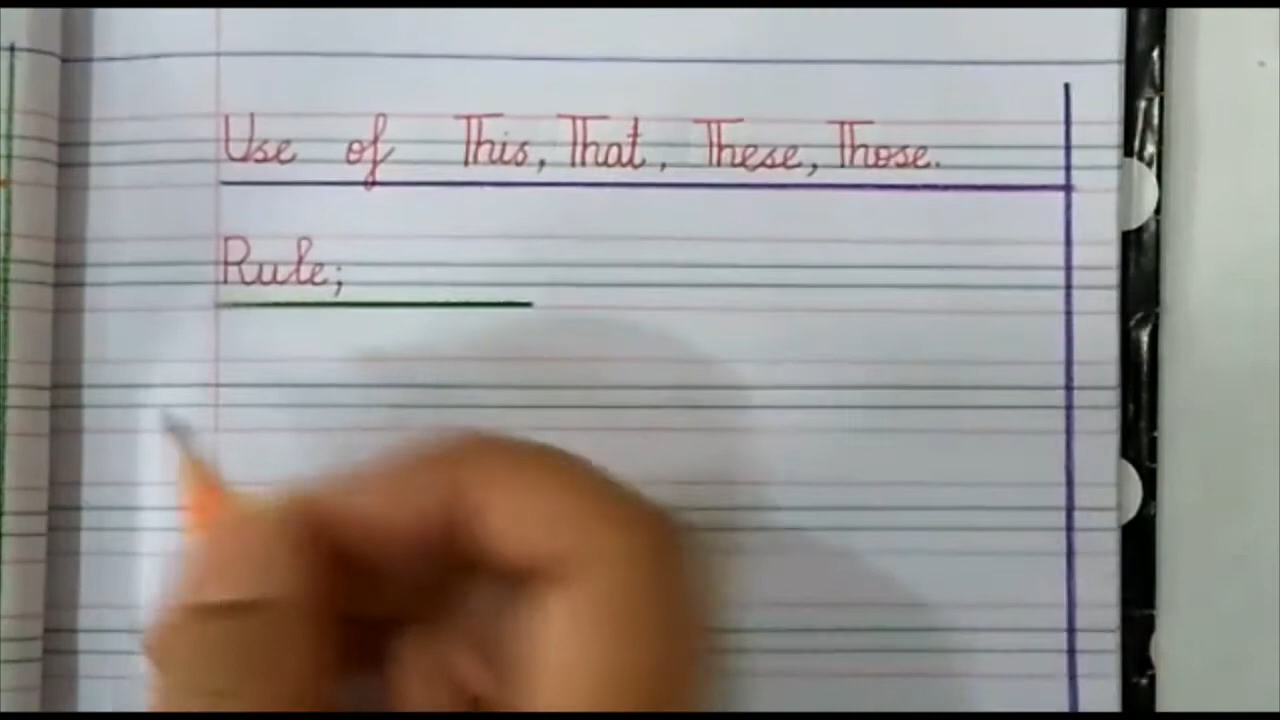 Use of This, That, These, Those.
Rule;